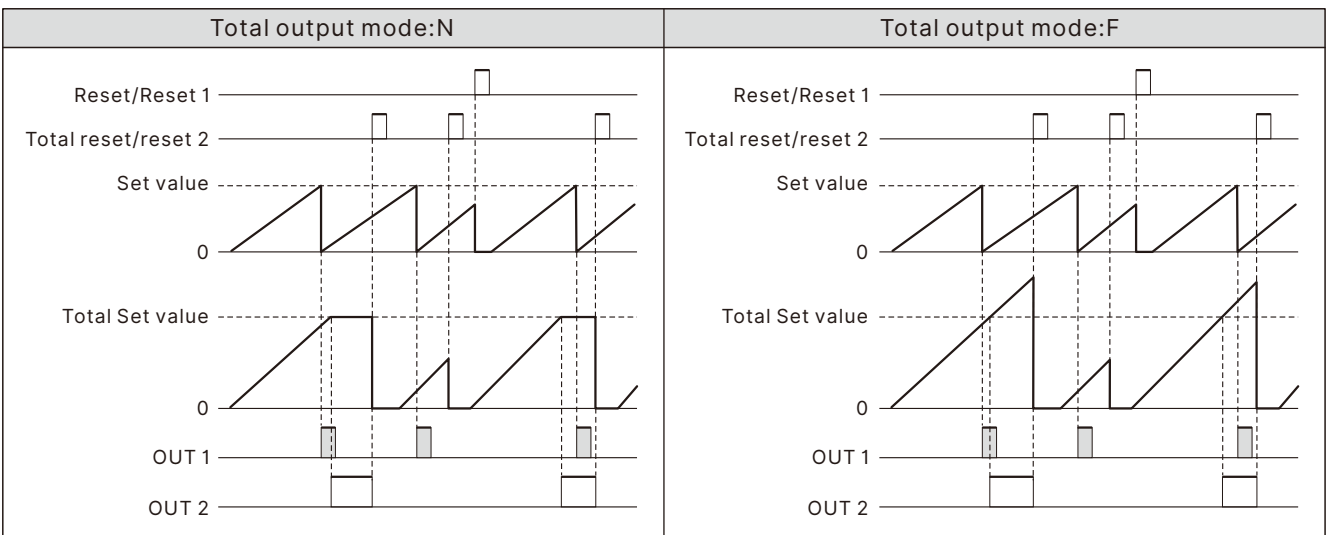 Total output mode:N
Reset/Reset 1
Total reset/reset 2
Set value
0
Total Set value
0
OUT 1
OUT 2
Total output mode:F
Reset/Reset 1
Total reset/reset 2
Set value
0
Total Set value
0
OUT 1
OUT 2